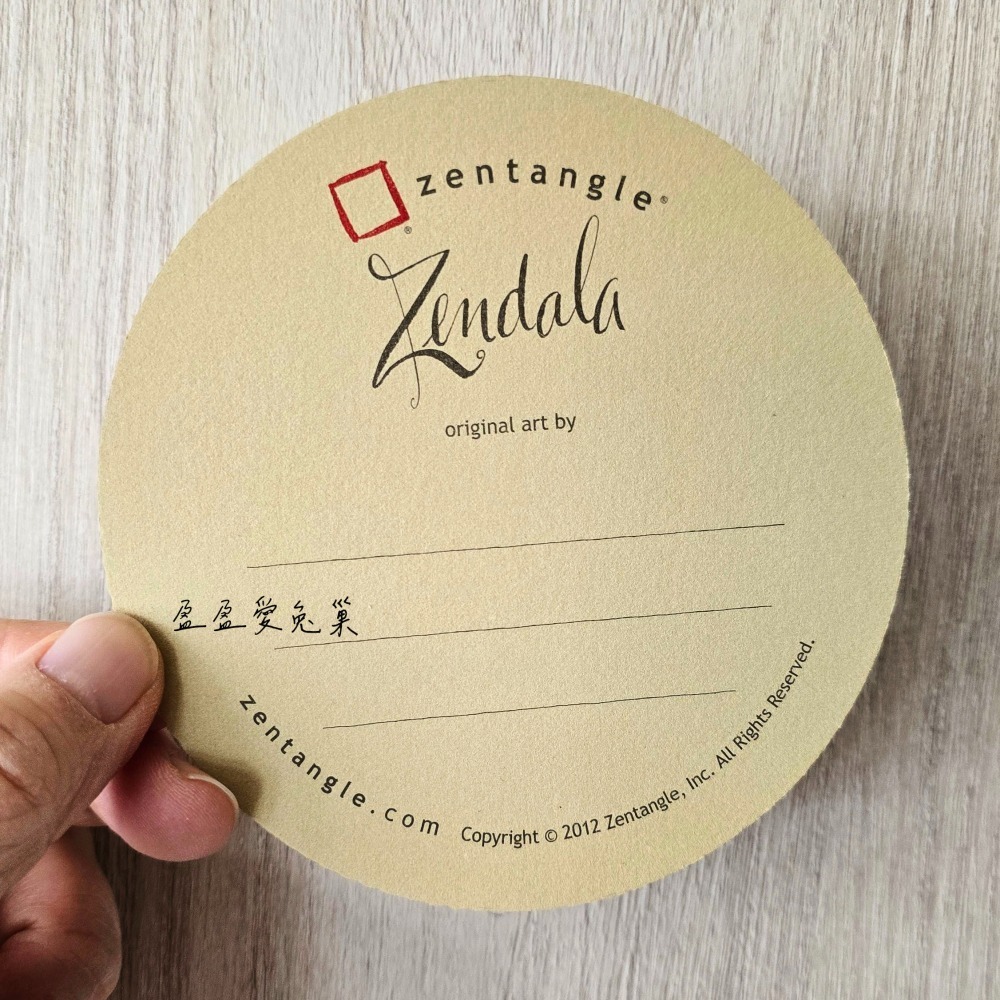 zentangle®
®
Zendala
original art by
盈盈愛兔巢
zentangle.com
Copyright © 2012 Zentangle, Inc. All Rights Reserved.